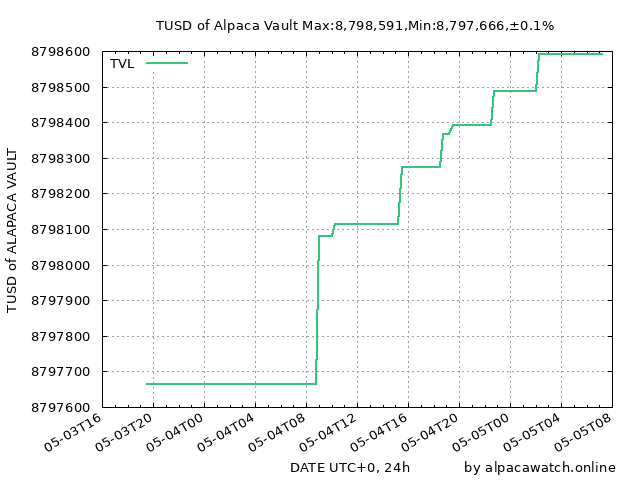 TUSD of Alpaca Vault Max:8,798,591,Min:8,797,666,±0.1%
TVL
8798600
8798500
8798400
8798300
8798200
8798100
8798000
8797900
8797800
8797700
8797600
TUSD of ALAPACA VAULT
05-03T16
05-03T20
05-04T00
05-04T04
05-04T08
05-04T12
05-04T16
05-04T20
05-05T00
05-05T04
05-05T08
DATE UTC+0, 24h
by alpacawatch.online